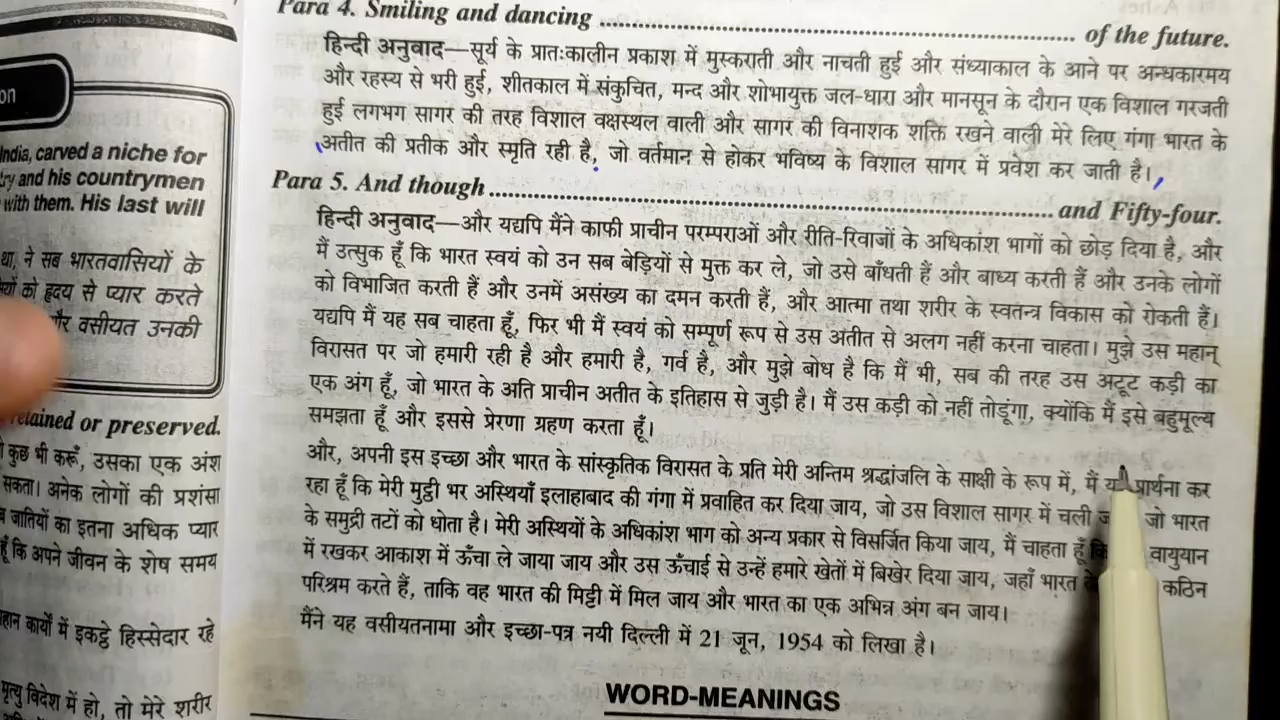 on
India, carved a niche for
ry and his countrymen
with them. His last will
था, ने सब भारतवासियों के
को हृदय से प्यार करते
और वसीयत उनकी
retained or preserved.
कुछ भी करूँ, उसका एक अंश
सकता। अनेक लोगों की प्रशंसा
जातियों का इतना अधिक प्यार
हूँ कि अपने जीवन के शेष समय
महान कार्यों में इकट्ठे हिस्सेदार रहे
मृत्यु विदेश में हो, तो मेरे शरीर
Para 4. Smiling and dancing ........................ of the future.
हिन्दी अनुवाद—सूर्य के प्रातःकालीन प्रकाश में मुस्कराती और नाचती हुई और संध्याकाल के आने पर अन्धकारमय
और रहस्य से भरी हुई, शीतकाल में संकुचित, मन्द और शोभायुक्त जल-धारा और मानसून के दौरान एक विशाल गरजती
हुई लगभग सागर की तरह विशाल वक्षस्थल वाली और सागर की विनाशक शक्ति रखने वाली मेरे लिए गंगा भारत के
अतीत की प्रतीक और स्मृति रही है, जो वर्तमान से होकर भविष्य के विशाल सागर में प्रवेश कर जाती है।
Para 5. And though ........................ and Fifty-four.
हिन्दी अनुवाद—और यद्यपि मैंने काफी प्राचीन परम्पराओं और रीति-रिवाजों के अधिकांश भागों को छोड़ दिया है, और
मैं उत्सुक हूँ कि भारत स्वयं को उन सब बेड़ियों से मुक्त कर ले, जो उसे बाँधती हैं और बाध्य करती हैं और उनके लोगों
को विभाजित करती हैं और उनमें असंख्य का दमन करती हैं, और आत्मा तथा शरीर के स्वतन्त्र विकास को रोकती हैं।
यद्यपि मैं यह सब चाहता हूँ, फिर भी मैं स्वयं को सम्पूर्ण रूप से उस अतीत से अलग नहीं करना चाहता। मुझे उस महान्
विरासत पर जो हमारी रही है और हमारी है, गर्व है, और मुझे बोध है कि मैं भी, सब की तरह उस अटूट कड़ी का
एक अंग हूँ, जो भारत के अति प्राचीन अतीत के इतिहास से जुड़ी है। मैं उस कड़ी को नहीं तोडूंगा, क्योंकि मैं इसे बहुमूल्य
समझता हूँ और इससे प्रेरणा ग्रहण करता हूँ।
और, अपनी इस इच्छा और भारत के सांस्कृतिक विरासत के प्रति मेरी अन्तिम श्रद्धांजलि के साक्षी के रूप में, मैं प्रार्थना कर
रहा हूँ कि मेरी मुट्ठी भर अस्थियाँ इलाहाबाद की गंगा में प्रवाहित कर दिया जाय, जो उस विशाल सागर में चली जो भारत
के समुद्री तटों को धोता है। मेरी अस्थियों के अधिकांश भाग को अन्य प्रकार से विसर्जित किया जाय, मैं चाहता हूँ वायुयान
में रखकर आकाश में ऊँचा ले जाया जाय और उस ऊँचाई से उन्हें हमारे खेतों में बिखेर दिया जाय, जहाँ भारत कठिन
परिश्रम करते हैं, ताकि वह भारत की मिट्टी में मिल जाय और भारत का एक अभिन्न अंग बन जाय।
मैंने यह वसीयतनामा और इच्छा-पत्र नयी दिल्ली में 21 जून, 1954 को लिखा है।
WORD-MEANINGS